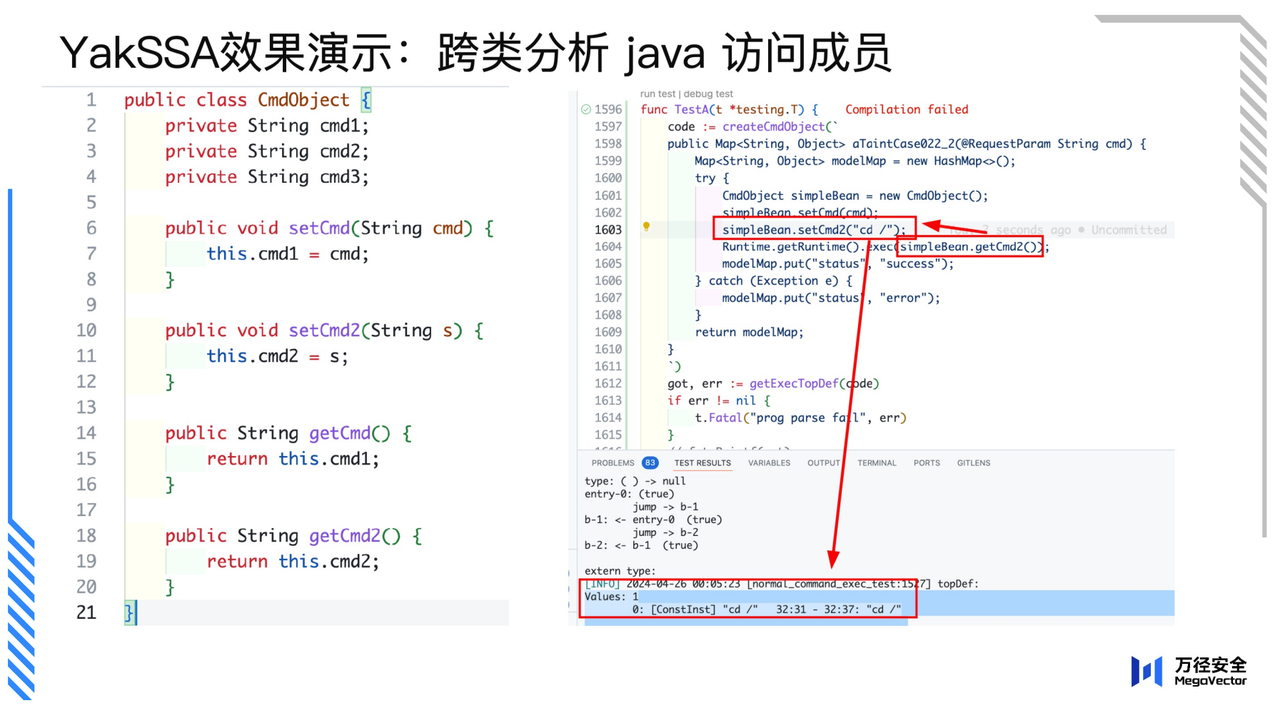 YakSSA效果演示：跨类分析 java 访问成员
1 public class CmdObject {
2 private String cmd1;
3 private String cmd2;
4 private String cmd3;
5
6 public void setCmd(String cmd) {
7 this.cmd1 = cmd;
8 }
9
10 public void setCmd2(String s) {
11 this.cmd2 = s;
12 }
13
14 public String getCmd() {
15 return this.cmd1;
16 }
17
18 public String getCmd2() {
19 return this.cmd2;
20 }
21 }
run test | debug test
1596 func TestA(t *testing.T) { Compilation failed
1597 code := createCmdObject(`
1598 public Map<String, Object> aTaintCase022_2(@RequestParam String cmd) {
1599 Map<String, Object> modelMap = new HashMap<>();
1600 try {
1601 CmdObject simpleBean = new CmdObject();
1602 simpleBean.setCmd(cmd);
1603 simpleBean.setCmd2("cd /"); seconds ago • Uncommitted
1604 Runtime.getRuntime().exec(simpleBean.getCmd2());
1605 modelMap.put("status", "success");
1606 } catch (Exception e) {
1607 modelMap.put("status", "error");
1608 }
1609 return modelMap;
1610 }
1611 `)
1612 got, err := getExecTopDef(code)
1613 if err != nil {
1614 t.Fatal("prog parse fail", err)
1615 }
PROBLEMS 83 TEST RESULTS VARIABLES OUTPUT TERMINAL PORTS GITLENS
type: ( ) -> null
entry-0: (true)
jump -> b-1
b-1: <- entry-0 (true)
jump -> b-2
b-2: <- b-1 (true)
extern type:
[INFO] 2024-04-26 00:05:23 [normal_command_exec_test:1527] topDef:
Values: 1
0: [ConstInst] "cd /" 32:31 - 32:37: "cd /"
万径安全
MegaVector